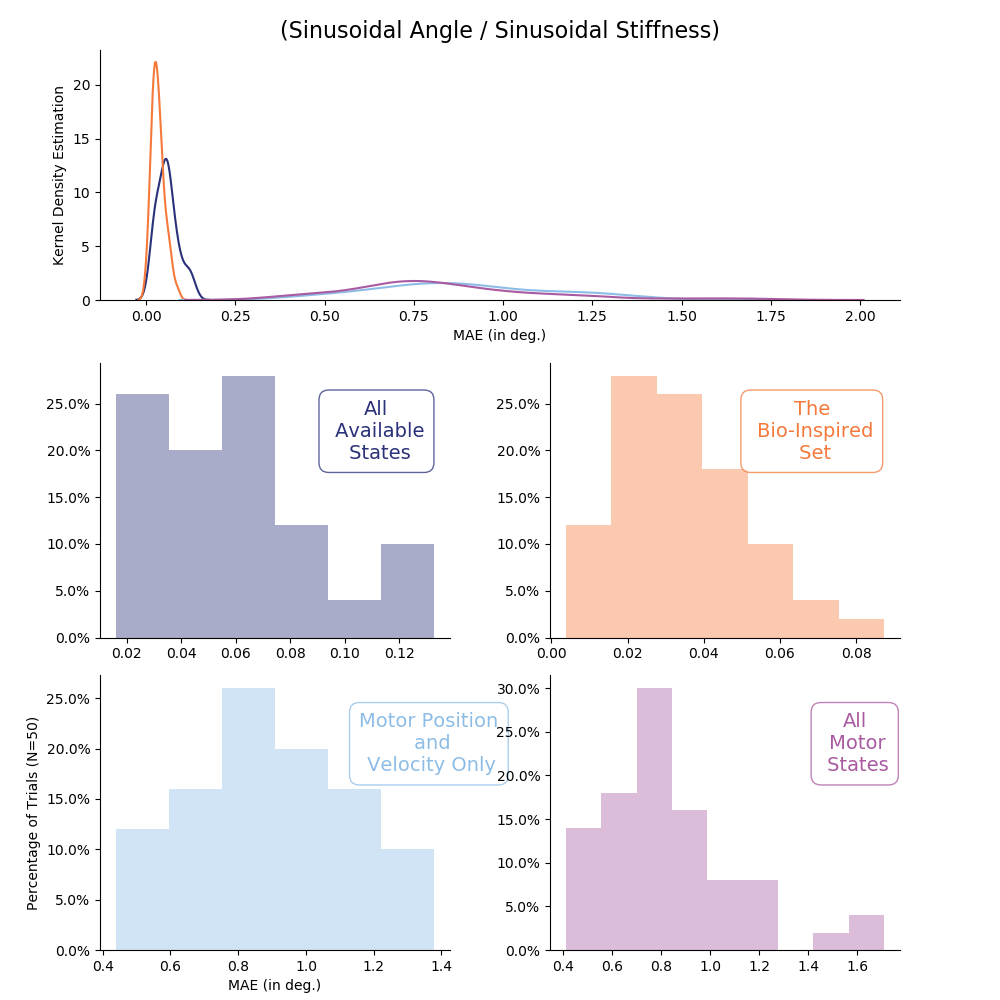 (Sinusoidal Angle / Sinusoidal Stiffness)
Kernel Density Estimation
20
15
10
5
0
0.00 0.25 0.50 0.75 1.00 1.25 1.50 1.75 2.00
MAE (in deg.)
25.0%
20.0%
15.0%
10.0%
5.0%
0.0%
0.02 0.04 0.06 0.08 0.10 0.12
All
Available
States
25.0%
20.0%
15.0%
10.0%
5.0%
0.0%
0.00 0.02 0.04 0.06 0.08
The
Bio-Inspired
Set
Percentage of Trials (N=50)
25.0%
20.0%
15.0%
10.0%
5.0%
0.0%
0.4 0.6 0.8 1.0 1.2 1.4
MAE (in deg.)
Motor Position
and
Velocity Only
30.0%
25.0%
20.0%
15.0%
10.0%
5.0%
0.0%
0.4 0.6 0.8 1.0 1.2 1.4 1.6
All
Motor
States